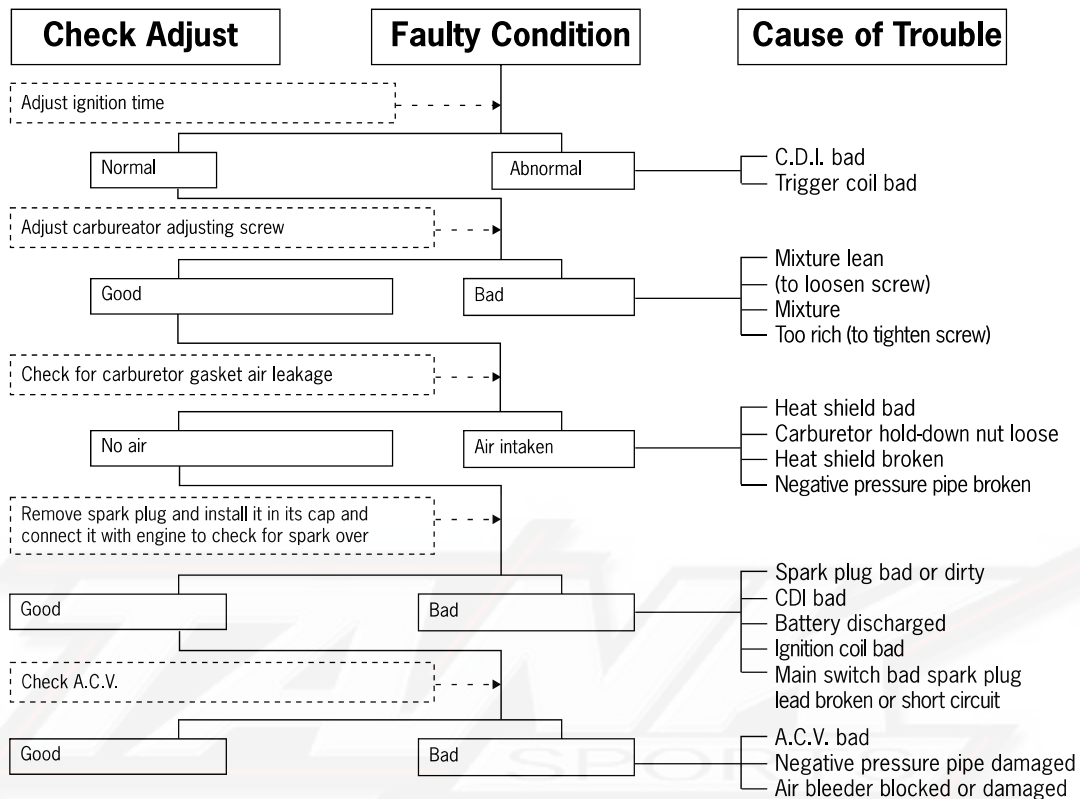 Check Adjust
Faulty Condition
Cause of Trouble
Adjust ignition time
Normal
Abnormal
C.D.I. bad
Trigger coil bad
Adjust carbureator adjusting screw
Good
Bad
Mixture lean
(to loosen screw)
Mixture
Too rich (to tighten screw)
Check for carburetor gasket air leakage
No air
Air intaken
Heat shield bad
Carburetor hold-down nut loose
Heat shield broken
Negative pressure pipe broken
Remove spark plug and install it in its cap and
connect it with engine to check for spark over
Good
Bad
Spark plug bad or dirty
CDI bad
Battery discharged
Ignition coil bad
Main switch bad spark plug
lead broken or short circuit
Check A.C.V.
Good
Bad
A.C.V. bad
Negative pressure pipe damaged
Air bleeder blocked or damaged
TANK
SPORTS